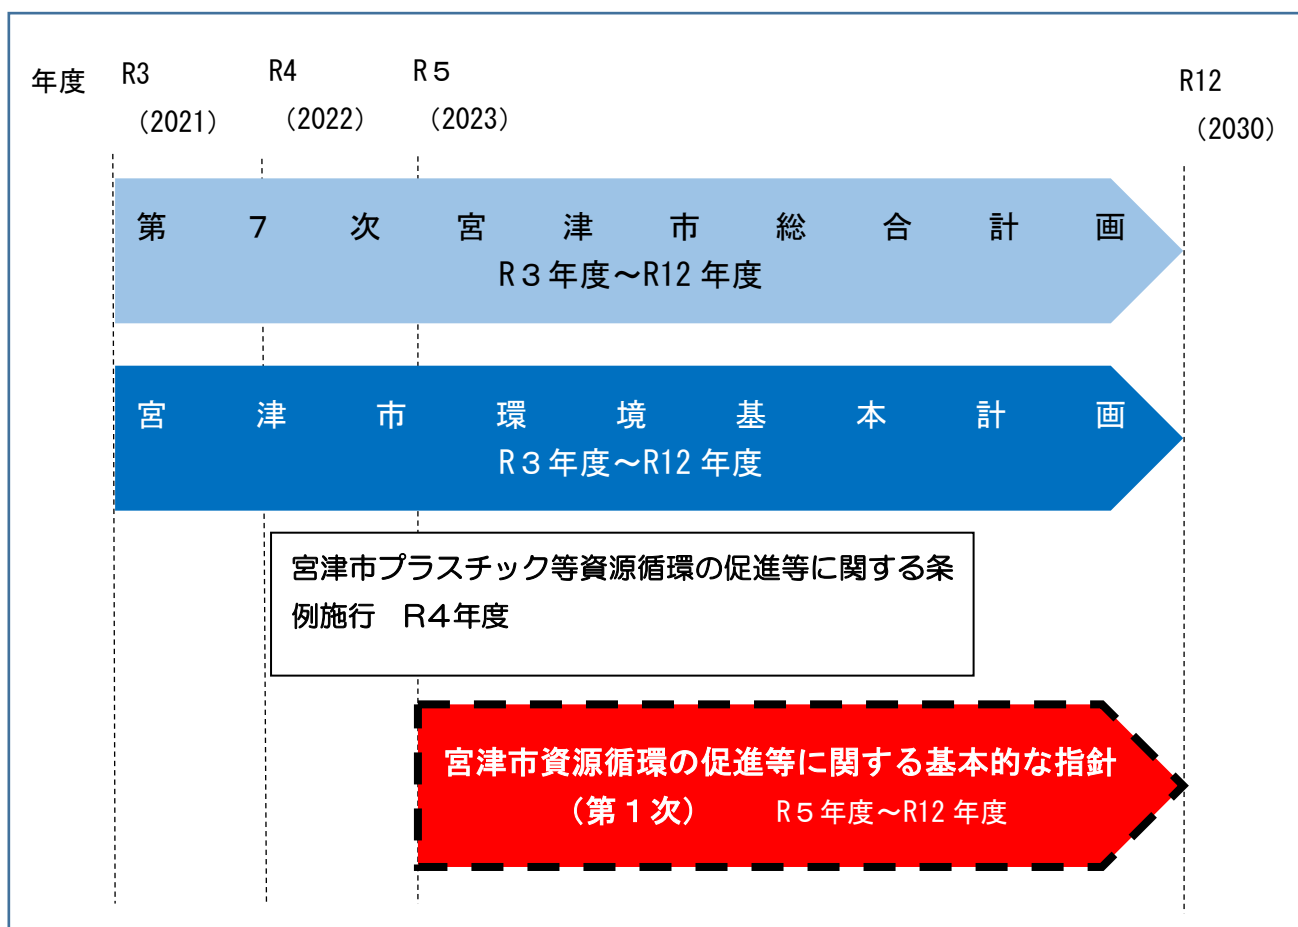 年度 R3 R4 R５ R12
（2021） （2022） （2023） （2030）
第７次宮津市総合計画
R３年度～R12年度
宮津市環境基本計画
R３年度～R12年度
宮津市プラスチック等資源循環の促進等に関する条
例施行　R4年度
宮津市資源循環の促進等に関する基本的な指針
（第１次）　R５年度～R12年度